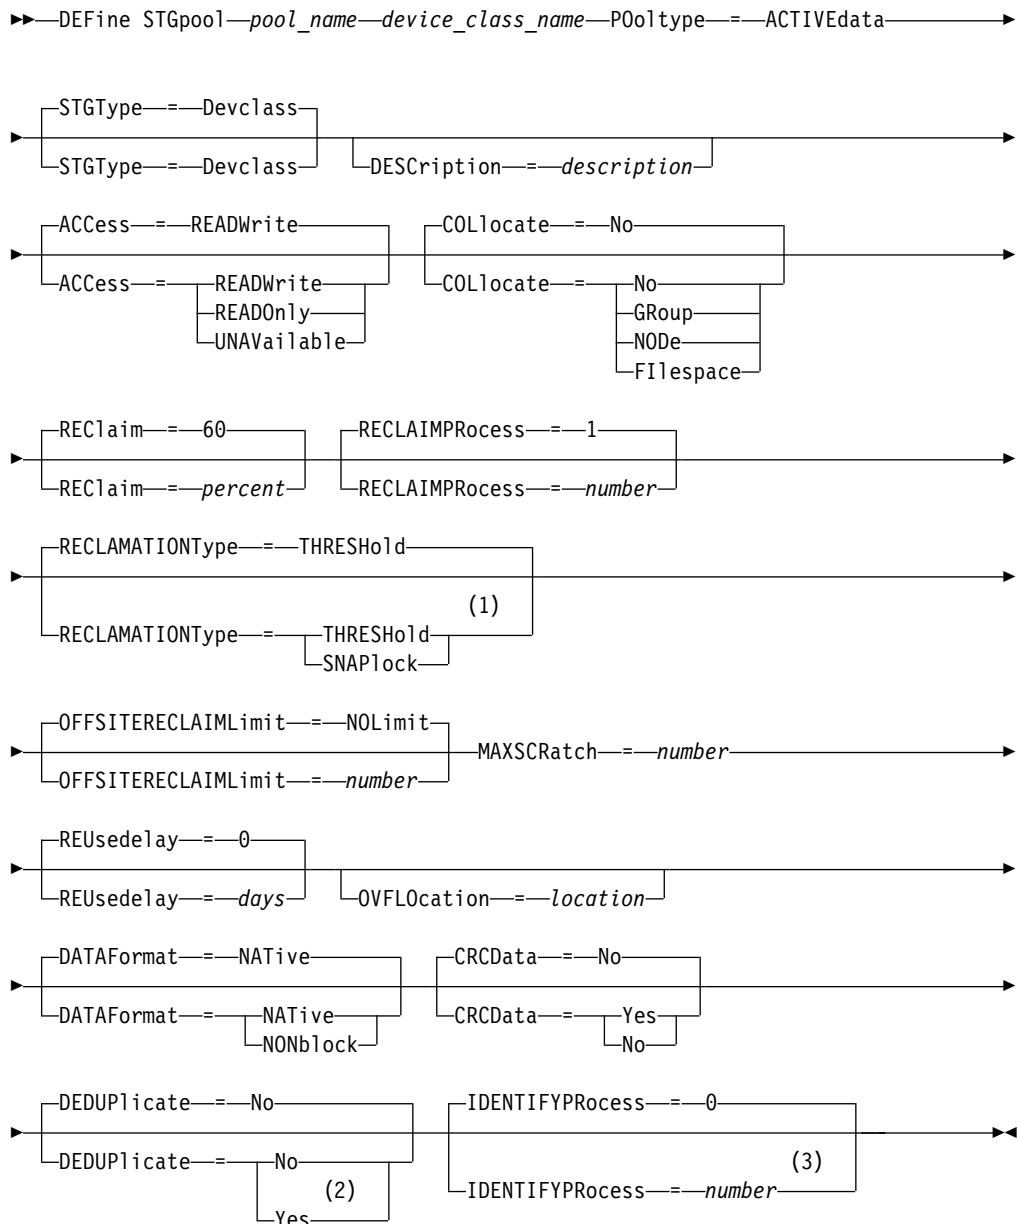 DEFine STGpool pool_name device_class_name POoltype = ACTIVEdata
STGType = Devclass
STGType = Devclass DESCription = description
ACCess = READWrite COLlocate = No
ACCess = READWrite COLlocate = No
READOnly GRoup
UNAVailable NODe
FIlespace
REClaim = 60 RECLAIMPRocess = 1
REClaim = percent RECLAIMPRocess = number
RECLAMATIONType = THRESHold
(1)
RECLAMATIONType = THRESHold
SNAPlock
OFFSITERECLAIMLimit = NOLimit
MAXSCRatch = number
OFFSITERECLAIMLimit = number
REUsedelay = 0
REUsedelay = days OVFLOcation = location
DATAFormat = NATive CRCData = No
DATAFormat = NATive CRCData = Yes
NONblock No
DEDUPlicate = No IDENTIFYPRocess = 0
DEDUPlicate = No (3)
(2) IDENTIFYPRocess = number
Yes